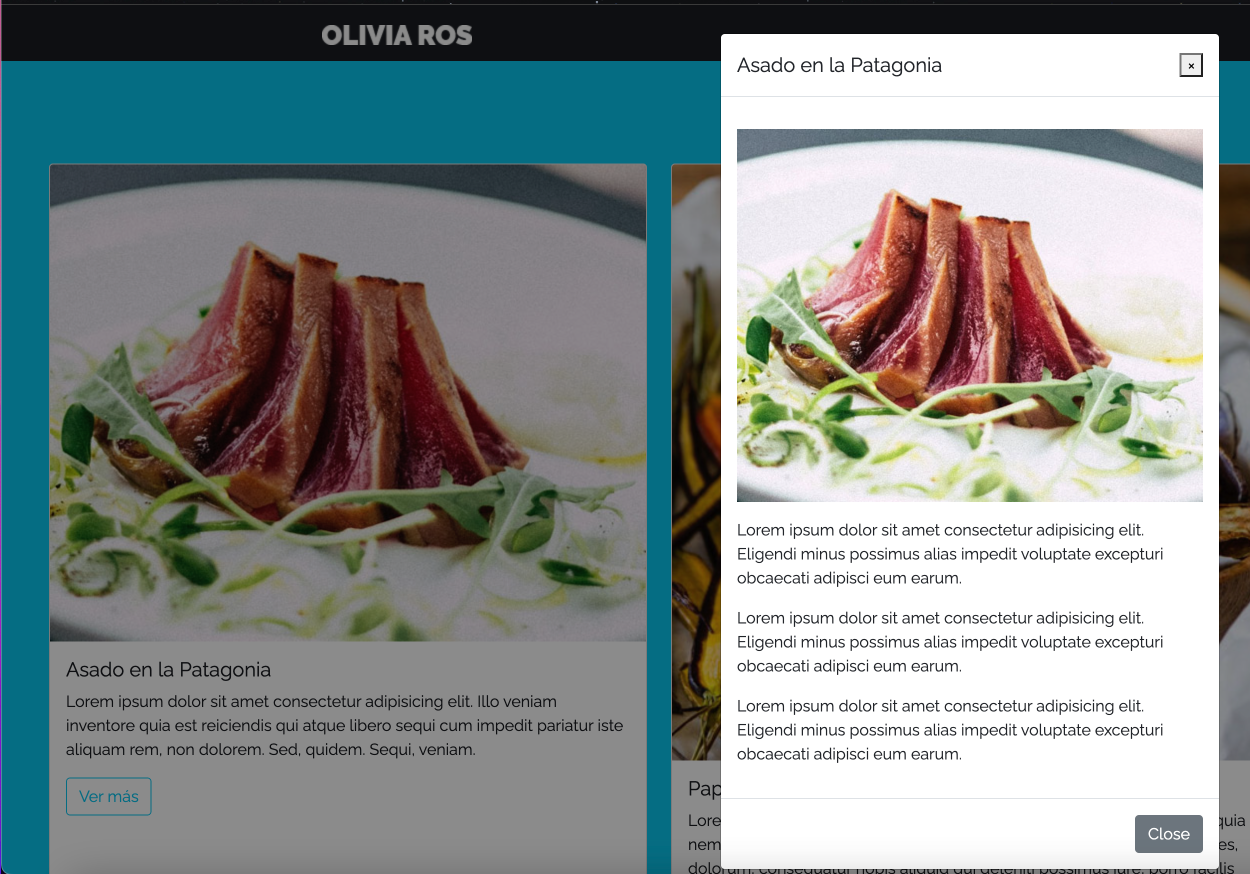 OLIVIA ROS
Asado en la Patagonia
×
Lorem ipsum dolor sit amet consectetur adipisicing elit.
Eligendi minus possimus alias impedit voluptate excepturi
obcaecati adipisci eum earum.
Lorem ipsum dolor sit amet consectetur adipisicing elit.
Eligendi minus possimus alias impedit voluptate excepturi
obcaecati adipisci eum earum.
Lorem ipsum dolor sit amet consectetur adipisicing elit.
Eligendi minus possimus alias impedit voluptate excepturi
obcaecati adipisci eum earum.
Close
Asado en la Patagonia
Lorem ipsum dolor sit amet consectetur adipisicing elit. Illo veniam
inventore quia est reiciendis qui atque libero sequi cum impedit pariatur iste
aliquam rem, non dolorem. Sed, quidem. Sequi, veniam.
Ver más
Pap
Lore
quia
nem
es,